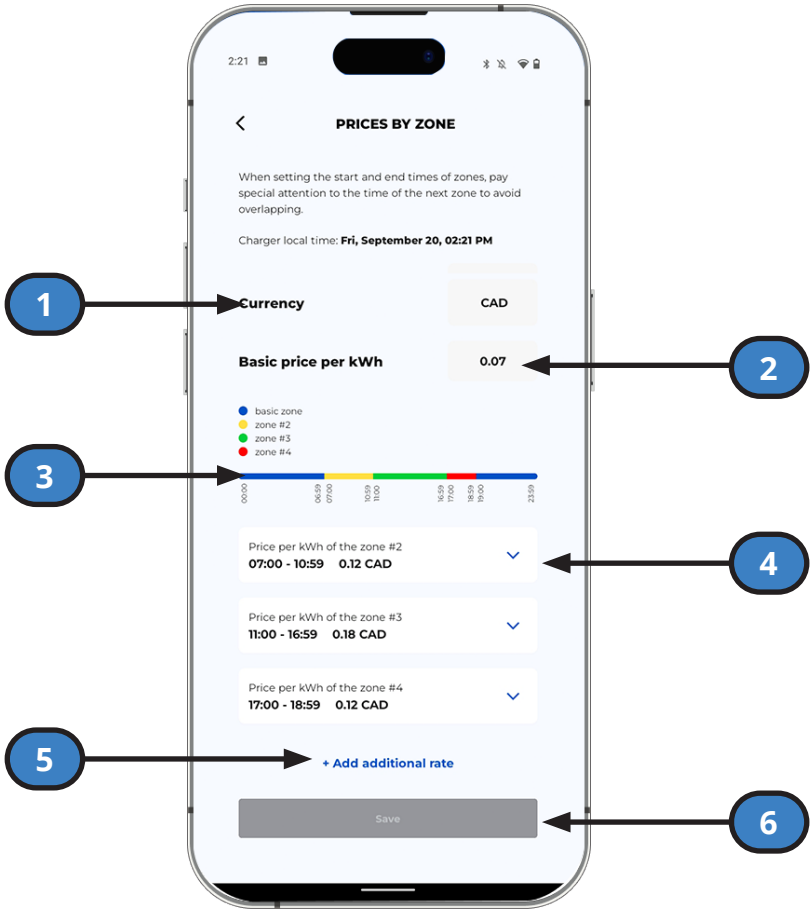 2:21
PRICES BY ZONE
When setting the start and end times of zones, pay
special attention to the time of the next zone to avoid
overlapping.
Charger local time: Fri, September 20, 02:21 PM
1
Currency
CAD
Basic price per kWh
0.07
2
basic zone
zone #2
zone #3
zone #4
3
00:00
06:59
07:00
10:59
11:00
16:59
17:00
18:59
19:00
23:59
Price per kWh of the zone #2
07:00 - 10:59 0.12 CAD
4
Price per kWh of the zone #3
11:00 - 16:59 0.18 CAD
Price per kWh of the zone #4
17:00 - 18:59 0.12 CAD
5
+ Add additional rate
Save
6